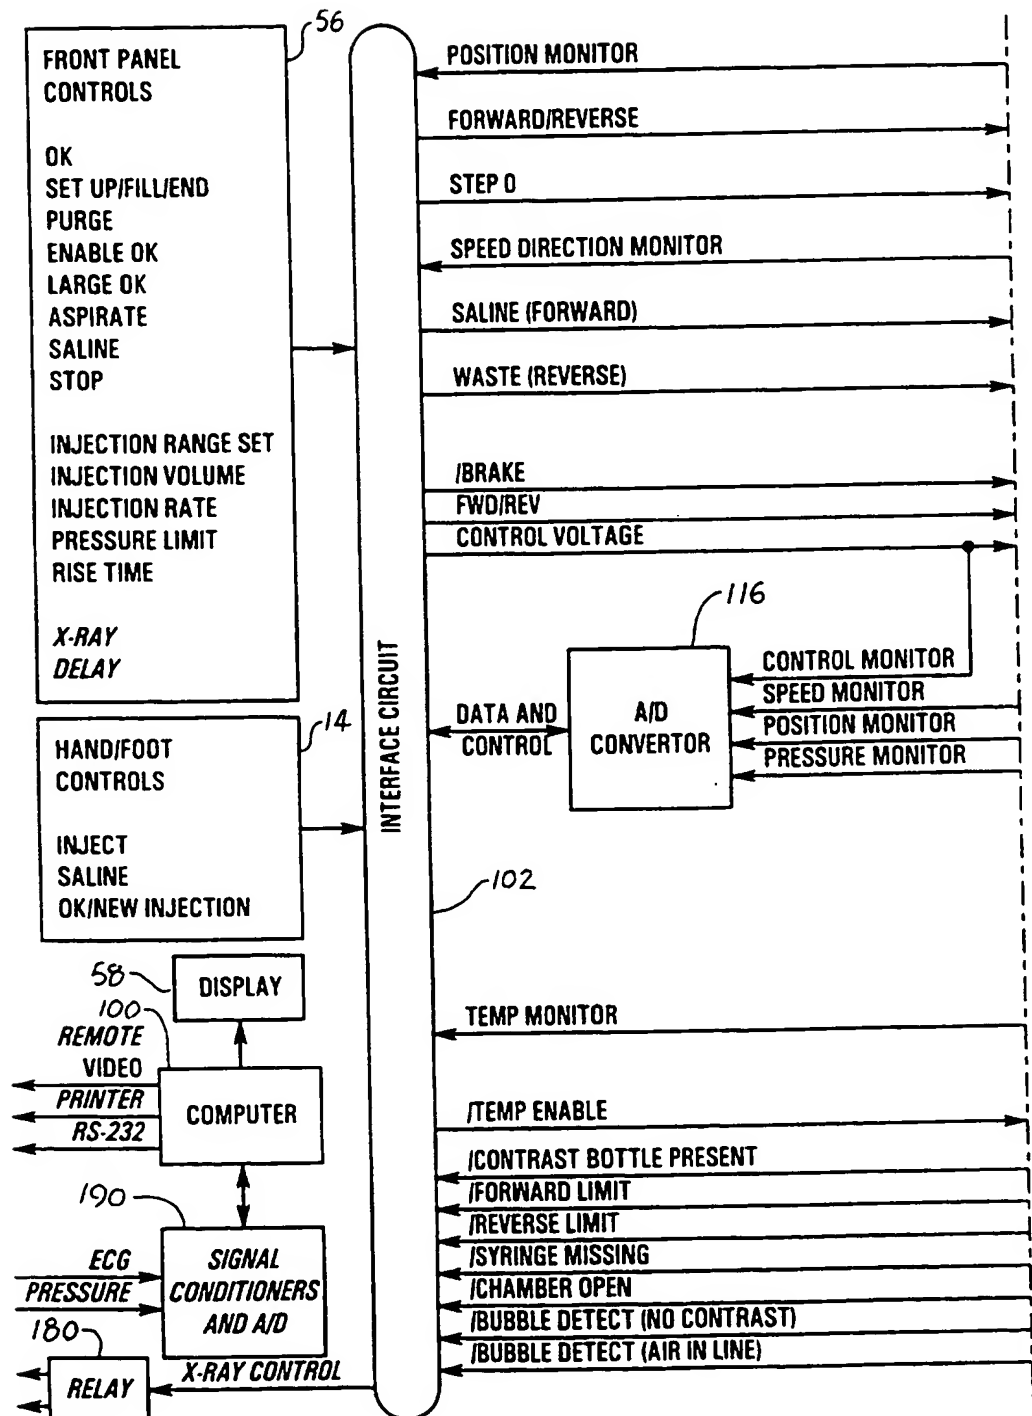 56
FRONT PANEL
CONTROLS
OK
SET UP/FILL/END
PURGE
ENABLE OK
LARGE OK
ASPIRATE
SALINE
STOP
INJECTION RANGE SET
INJECTION VOLUME
INJECTION RATE
PRESSURE LIMIT
RISE TIME
X-RAY
DELAY
14
HAND/FOOT
CONTROLS
INJECT
SALINE
OK/NEW INJECTION
58
DISPLAY
100
REMOTE
VIDEO
PRINTER
RS-232
COMPUTER
190
ECG
PRESSURE
SIGNAL
CONDITIONERS
AND A/D
180
RELAY
X-RAY CONTROL
INTERFACE CIRCUIT
102
POSITION MONITOR
FORWARD/REVERSE
STEP 0
SPEED DIRECTION MONITOR
SALINE (FORWARD)
WASTE (REVERSE)
/BRAKE
FWD/REV
CONTROL VOLTAGE
116
DATA AND
CONTROL
A/D
CONVERTOR
CONTROL MONITOR
SPEED MONITOR
POSITION MONITOR
PRESSURE MONITOR
TEMP MONITOR
/TEMP ENABLE
/CONTRAST BOTTLE PRESENT
/FORWARD LIMIT
/REVERSE LIMIT
/SYRINGE MISSING
/CHAMBER OPEN
/BUBBLE DETECT (NO CONTRAST)
/BUBBLE DETECT (AIR IN LINE)